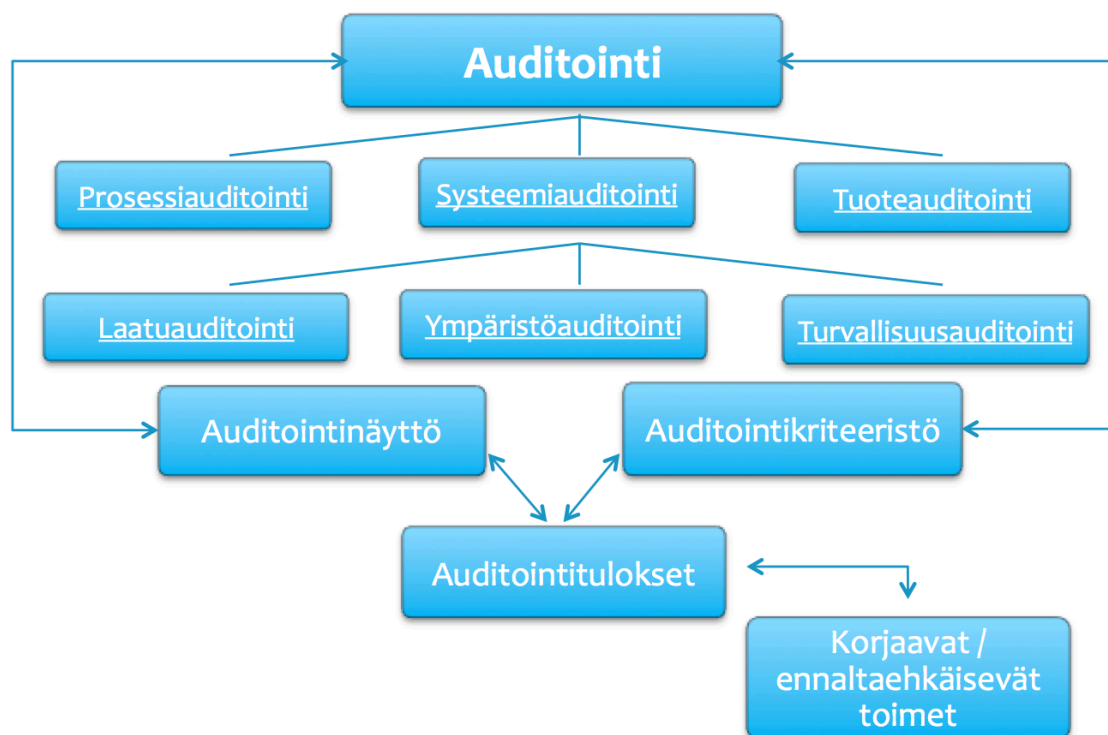 Auditointi
Prosessiauditointi
Systeemiauditointi
Tuoteauditointi
Laatuauditointi
Ympäristöauditointi
Turvallisuusauditointi
Auditointinäyttö
Auditointikriteeristö
Auditointitulokset
Korjaavat /
ennaltaehkäisevät
toimet